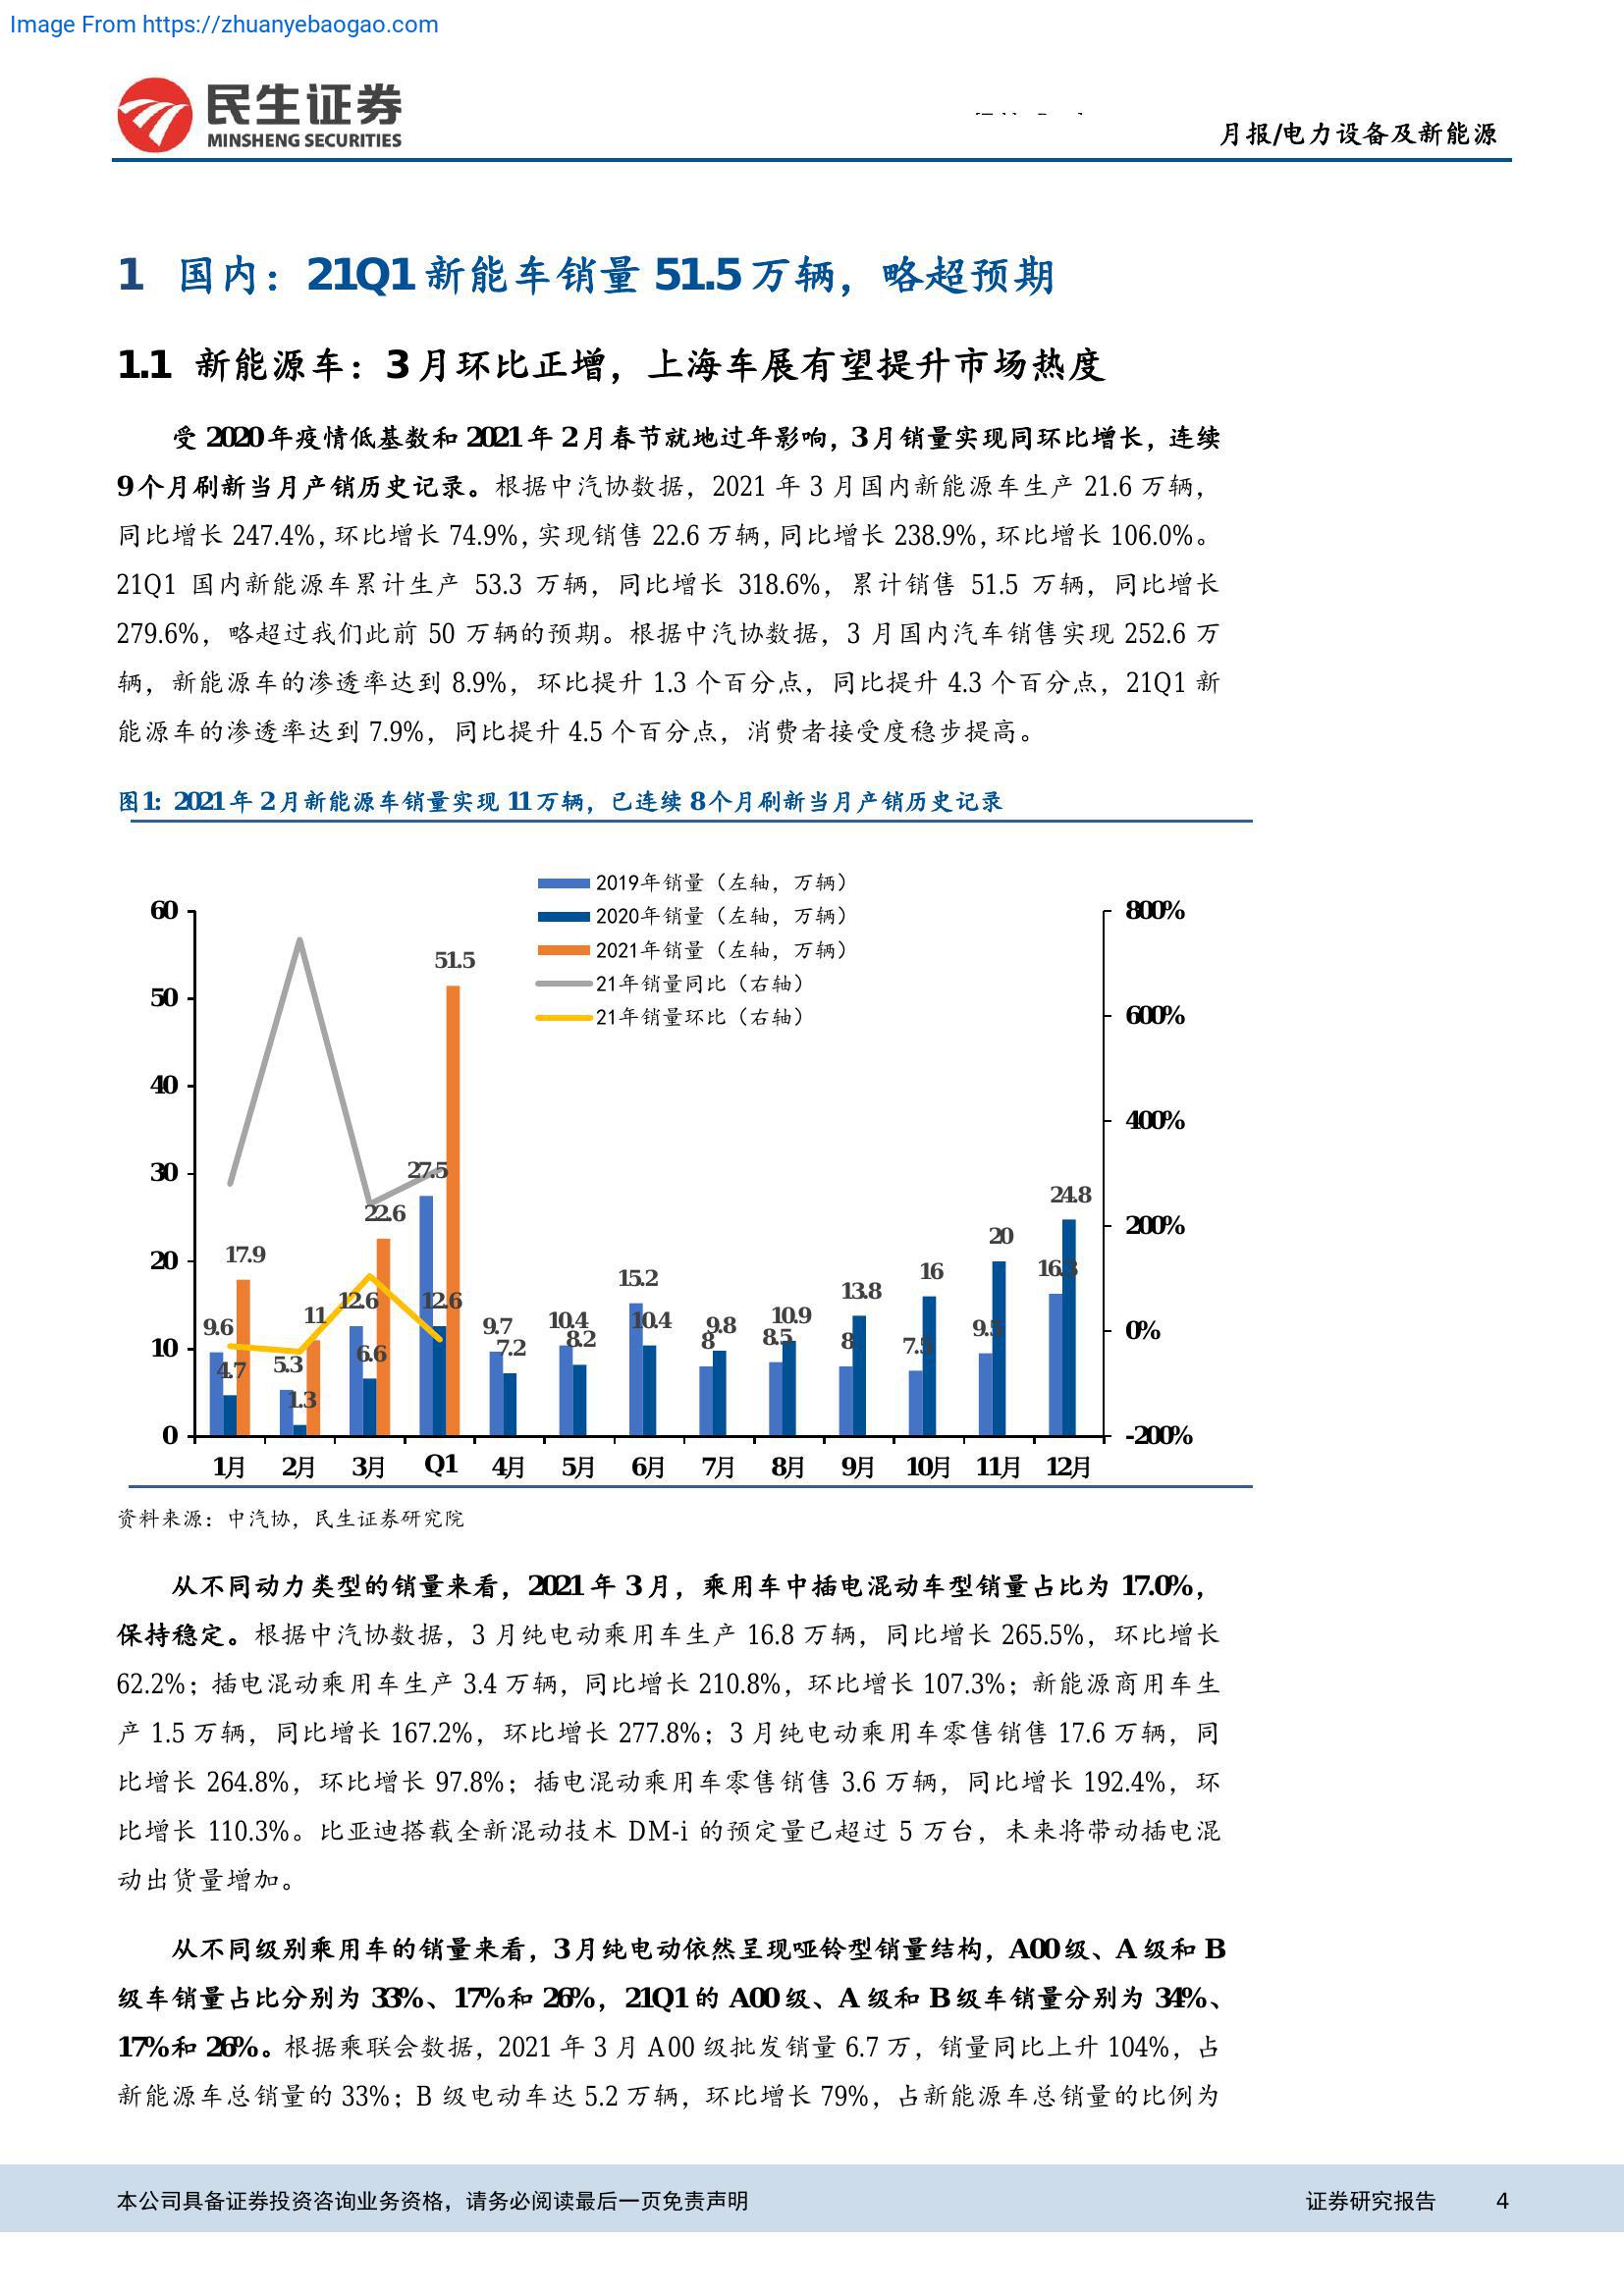 Image From https://zhuanyebaogao.com
民生证券
MINSHENG SECURITIES
月报/电力设备及新能源
1 国内：21Q1 新能车销量 51.5 万辆，略超预期
1.1 新能源车：3 月环比正增，上海车展有望提升市场热度
受 2020 年疫情低基数和 2021 年 2 月春节就地过年影响，3 月销量实现同环比增长，连续
9 个月刷新当月产销历史记录。根据中汽协数据，2021 年 3 月国内新能源车生产 21.6 万辆，
同比增长 247.4%，环比增长 74.9%，实现销售 22.6 万辆，同比增长 238.9%，环比增长 106.0%。
21Q1 国内新能源车累计生产 53.3 万辆，同比增长 318.6%，累计销售 51.5 万辆，同比增长
279.6%，略超过我们此前 50 万辆的预期。根据中汽协数据，3 月国内汽车销售实现 252.6 万
辆，新能源车的渗透率达到 8.9%，环比提升 1.3 个百分点，同比提升 4.3 个百分点，21Q1 新
能源车的渗透率达到 7.9%，同比提升 4.5 个百分点，消费者接受度稳步提高。
图 1：2021 年 2 月新能源车销量实现 11 万辆，已连续 8 个月刷新当月产销历史记录
2019年销量（左轴，万辆）
2020年销量（左轴，万辆）
2021年销量（左轴，万辆）
21年销量同比（右轴）
21年销量环比（右轴）
60
50
40
30
20
10
0
800%
600%
400%
200%
0%
-200%
9.6
4.7
17.9
5.3
1.3
11
12.6
6.6
22.6
27.5
12.6
51.5
9.7
7.2
10.4
8.2
15.2
10.4
8
9.8
8.5
10.9
8
13.8
7.5
16
9.5
20
16.3
24.8
1月 2月 3月 Q1 4月 5月 6月 7月 8月 9月 10月 11月 12月
资料来源：中汽协，民生证券研究院
从不同动力类型的销量来看，2021 年 3 月，乘用车中插电混动车型销量占比为 17.0%，
保持稳定。根据中汽协数据，3 月纯电动乘用车生产 16.8 万辆，同比增长 265.5%，环比增长
62.2%；插电混动乘用车生产 3.4 万辆，同比增长 210.8%，环比增长 107.3%；新能源商用车生
产 1.5 万辆，同比增长 167.2%，环比增长 277.8%；3 月纯电动乘用车零售销售 17.6 万辆，同
比增长 264.8%，环比增长 97.8%；插电混动乘用车零售销售 3.6 万辆，同比增长 192.4%，环
比增长 110.3%。比亚迪搭载全新混动技术 DM-i 的预定量已超过 5 万台，未来将带动插电混
动出货量增加。
从不同级别乘用车的销量来看，3 月纯电动依然呈现哑铃型销量结构，A00 级、A 级和 B
级车销量占比分别为 33%、17%和 26%，21Q1 的 A00 级、A 级和 B 级车销量分别为 34%、
17%和 26%。根据乘联会数据，2021 年 3 月 A00 级批发销量 6.7 万，销量同比上升 104%，占
新能源车总销量的 33%；B 级电动车达 5.2 万辆，环比增长 79%，占新能源车总销量的比例为
本公司具备证券投资咨询业务资格，请务必阅读最后一页免责声明
证券研究报告 4